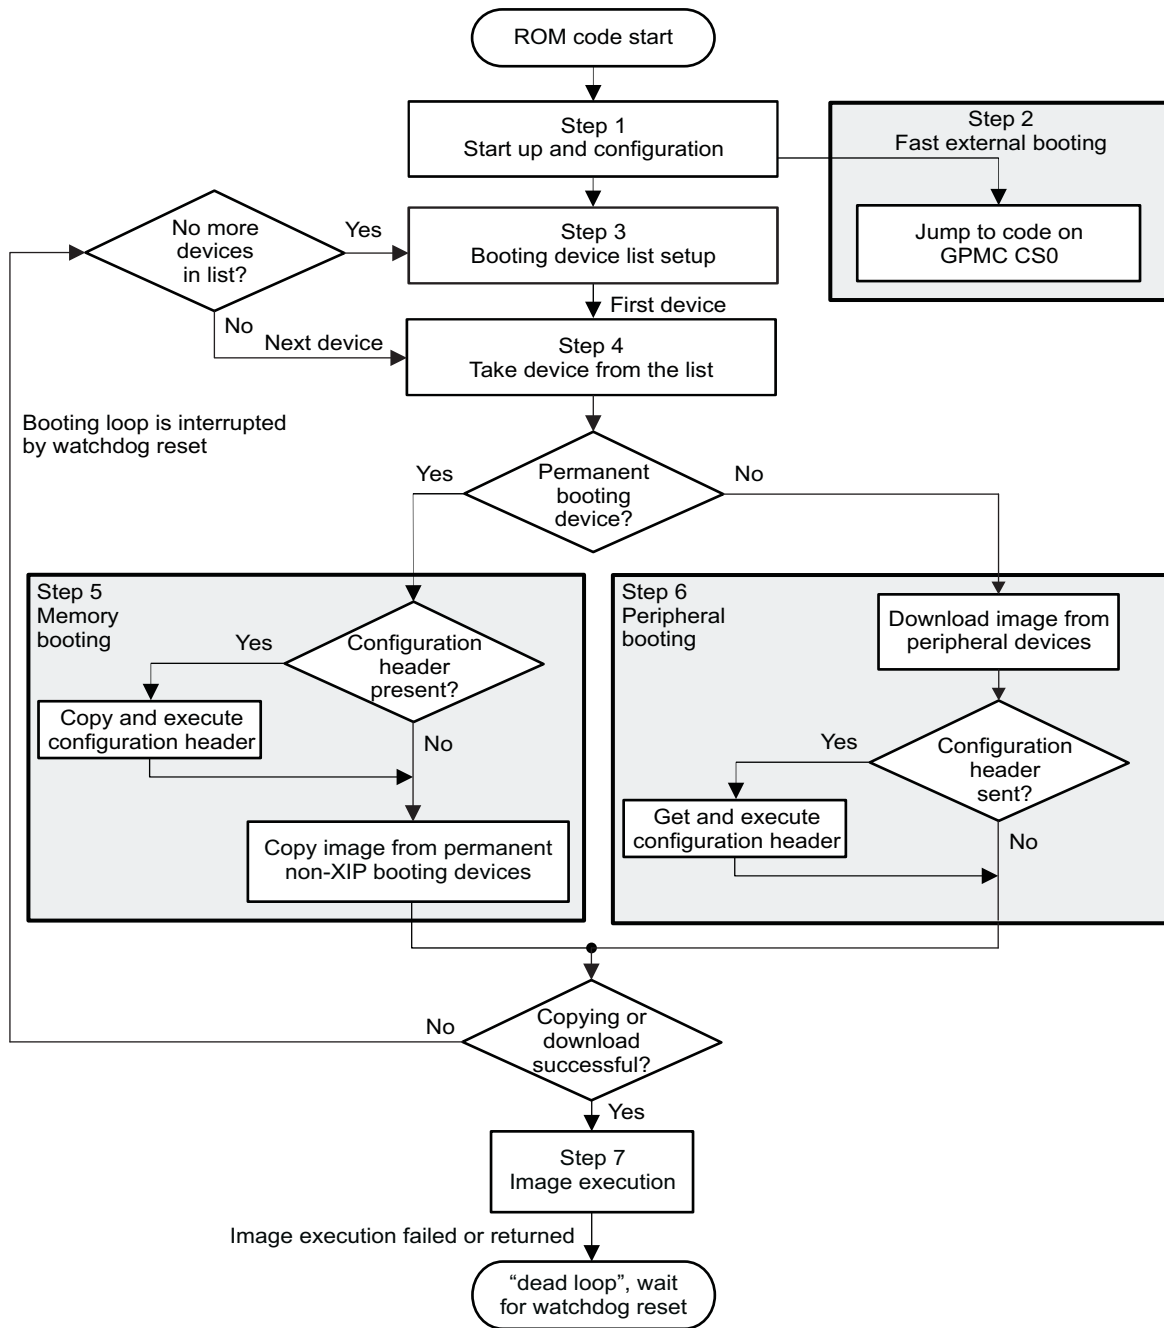 ROM code start
Step 1
Start up and configuration
Step 2
Fast external booting
Jump to code on
GPMC CS0
No more
devices
in list?
Yes
Step 3
Booting device list setup
No
Next device
First device
Step 4
Take device from the list
Booting loop is interrupted
by watchdog reset
Yes
Permanent
booting
device?
No
Step 5
Memory
booting
Yes
Configuration
header
present?
Copy and execute
configuration header
No
Copy image from permanent
non-XIP booting devices
Step 6
Peripheral
booting
Download image from
peripheral devices
Yes
Configuration
header
sent?
Get and execute
configuration header
No
No
Copying or
download
successful?
Yes
Step 7
Image execution
Image execution failed or returned
“dead loop”, wait
for watchdog reset